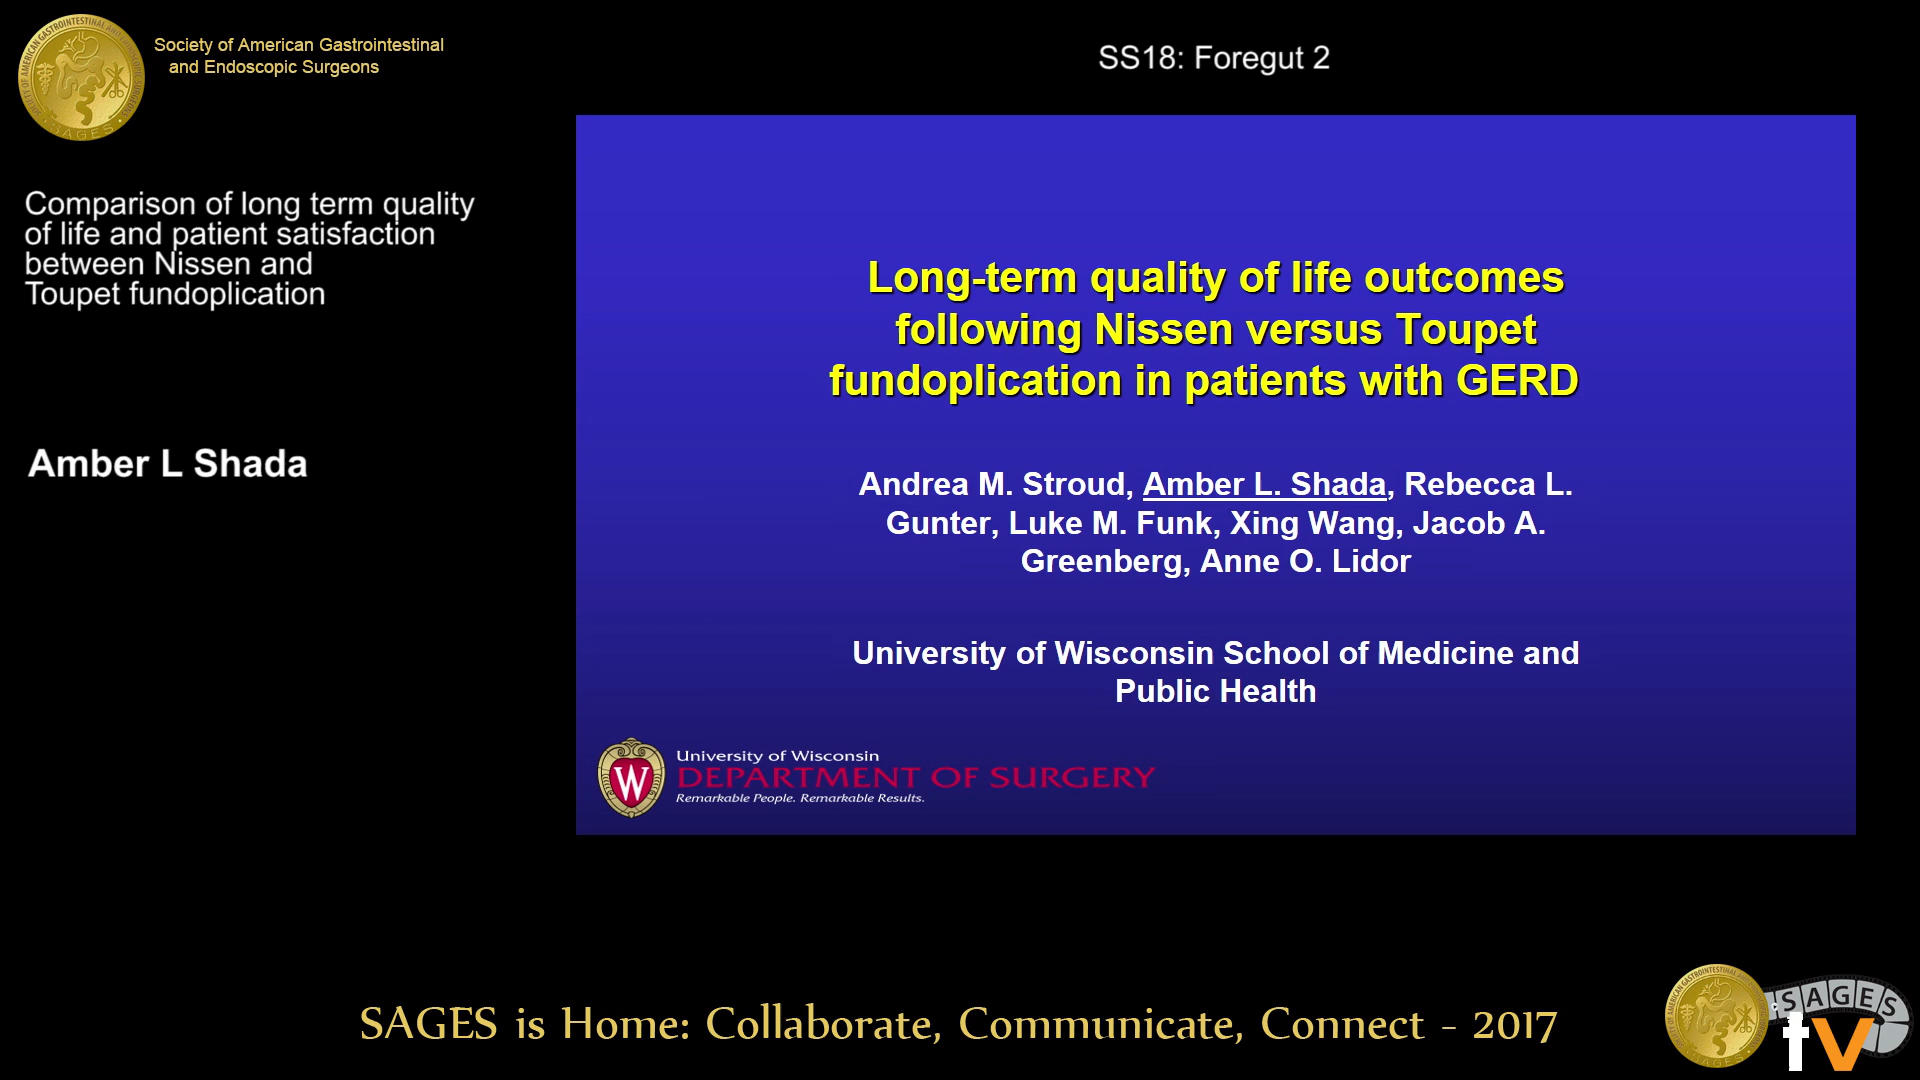 Society of American Gastrointestinal
and Endoscopic Surgeons
SS18: Foregut 2
Comparison of long term quality
of life and patient satisfaction
between Nissen and
Toupet fundoplication
Amber L Shada
Long-term quality of life outcomes
following Nissen versus Toupet
fundoplication in patients with GERD
Andrea M. Stroud, Amber L. Shada, Rebecca L.
Gunter, Luke M. Funk, Xing Wang, Jacob A.
Greenberg, Anne O. Lidor
University of Wisconsin School of Medicine and
Public Health
W
University of Wisconsin
DEPARTMENT OF SURGERY
Remarkable People. Remarkable Results.
SAGES is Home: Collaborate, Communicate, Connect - 2017
SAGES
tv